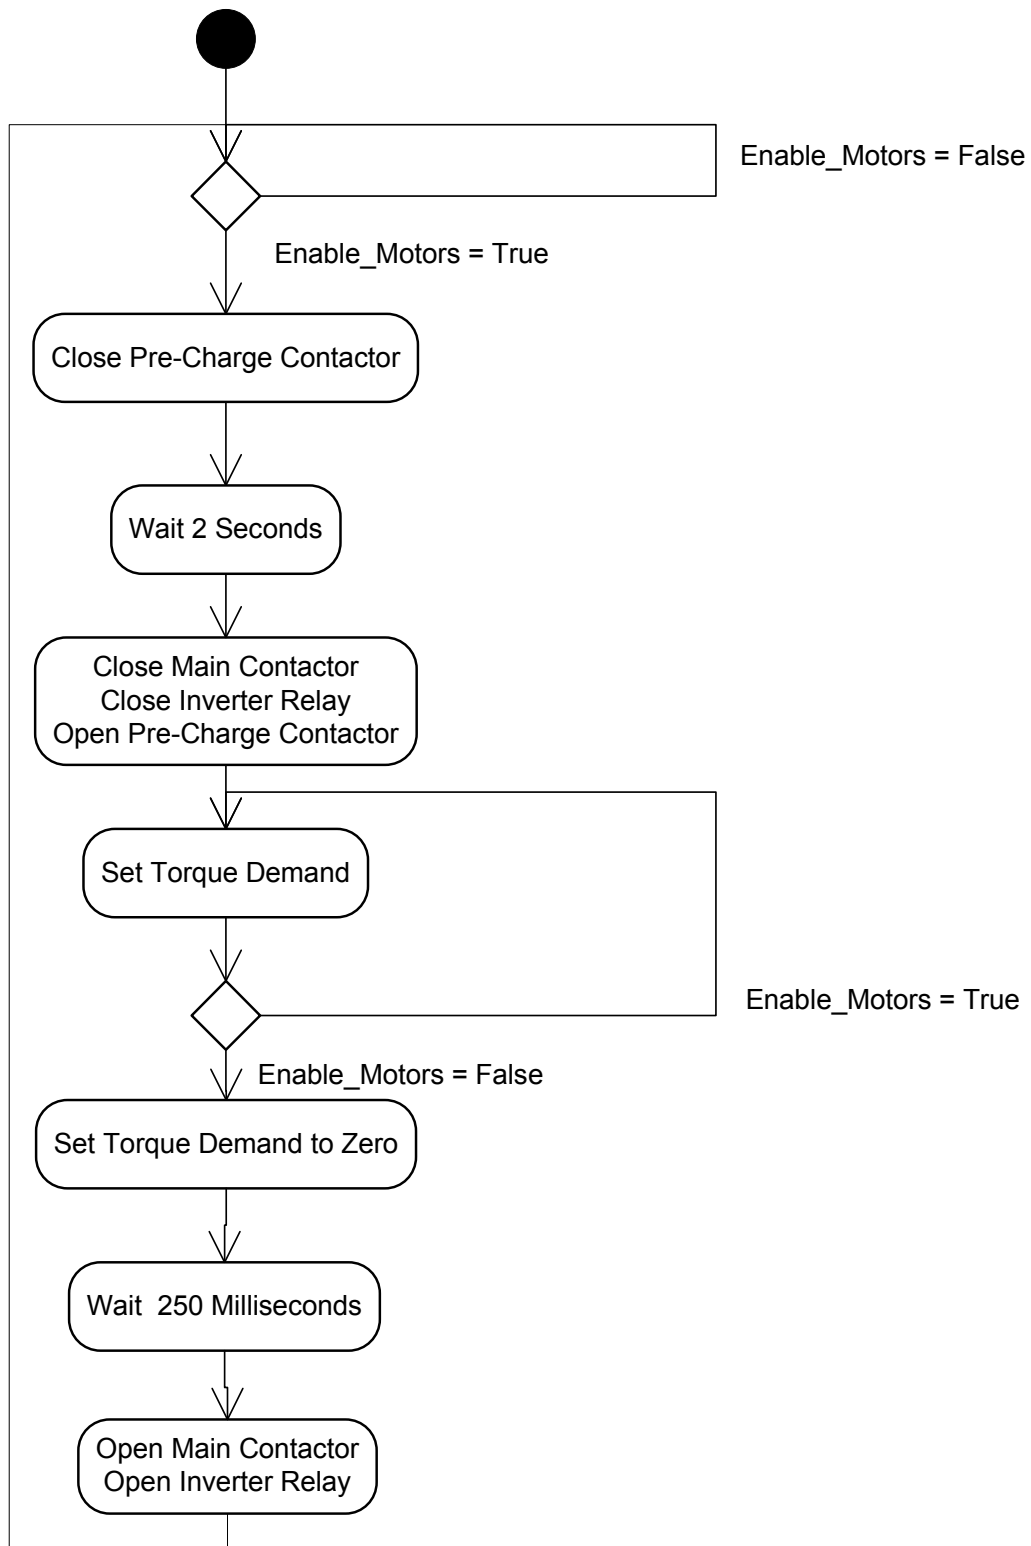 Enable_Motors = False
Enable_Motors = True
Close Pre-Charge Contactor
Wait 2 Seconds
Close Main Contactor
Close Inverter Relay
Open Pre-Charge Contactor
Set Torque Demand
Enable_Motors = True
Enable_Motors = False
Set Torque Demand to Zero
Wait  250 Milliseconds
Open Main Contactor
Open Inverter Relay